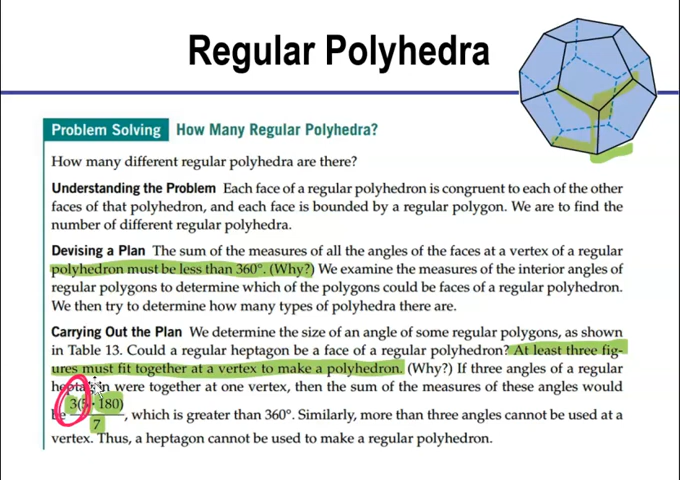 Regular Polyhedra
Problem Solving How Many Regular Polyhedra?
How many different regular polyhedra are there?
Understanding the Problem Each face of a regular polyhedron is congruent to each of the other
faces of that polyhedron, and each face is bounded by a regular polygon. We are to find the
number of different regular polyhedra.
Devising a Plan The sum of the measures of all the angles of the faces at a vertex of a regular
polyhedron must be less than 360°. (Why?) We examine the measures of the interior angles of
regular polygons to determine which of the polygons could be faces of a regular polyhedron.
We then try to determine how many types of polyhedra there are.
Carrying Out the Plan We determine the size of an angle of some regular polygons, as shown
in Table 13. Could a regular heptagon be a face of a regular polyhedron? At least three fig-
ures must fit together at a vertex to make a polyhedron. (Why?) If three angles of a regular
were together at one vertex, then the sum of the measures of these angles would
be 3(5 · 180)/7, which is greater than 360°. Similarly, more than three angles cannot be used at a
vertex. Thus, a heptagon cannot be used to make a regular polyhedron.